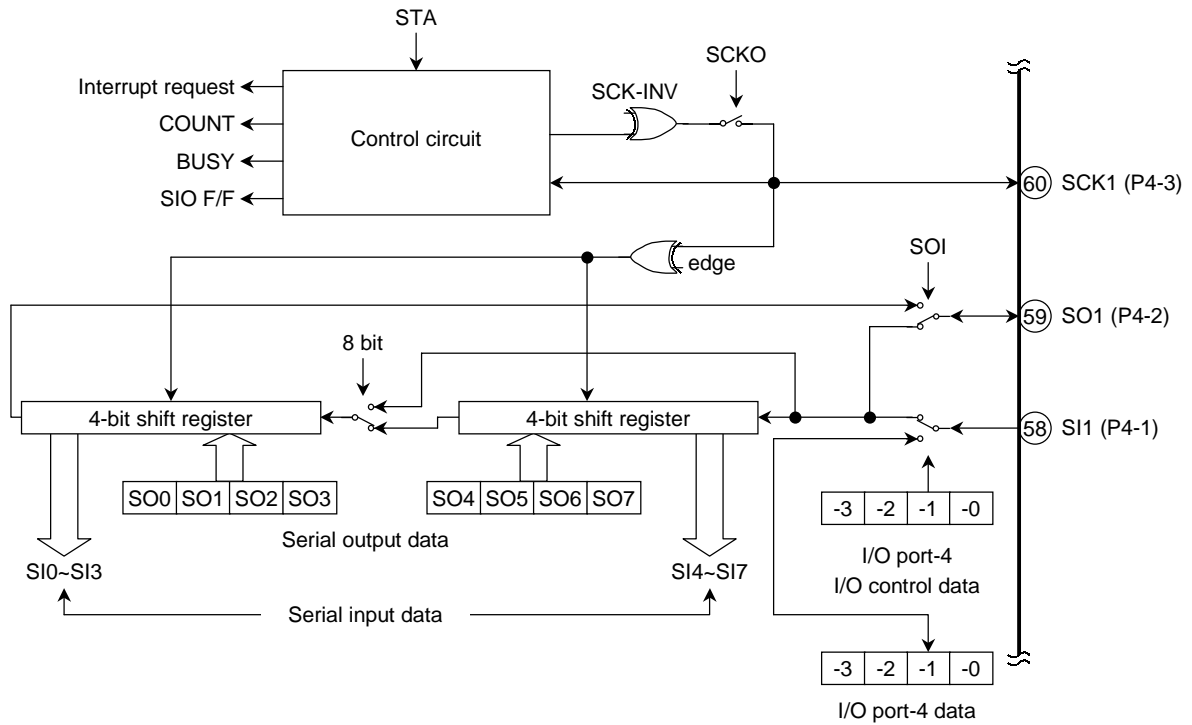 STA
SCKO
Interrupt request
SCK-INV
COUNT
Control circuit
BUSY
SIO F/F
60 SCK1 (P4-3)
edge
SOI
59 SO1 (P4-2)
8 bit
4-bit shift register
4-bit shift register
58 SI1 (P4-1)
SO0 SO1 SO2 SO3
SO4 SO5 SO6 SO7
-3 -2 -1 -0
Serial output data
I/O port-4
I/O control data
SI0~SI3
SI4~SI7
Serial input data
-3 -2 -1 -0
I/O port-4 data